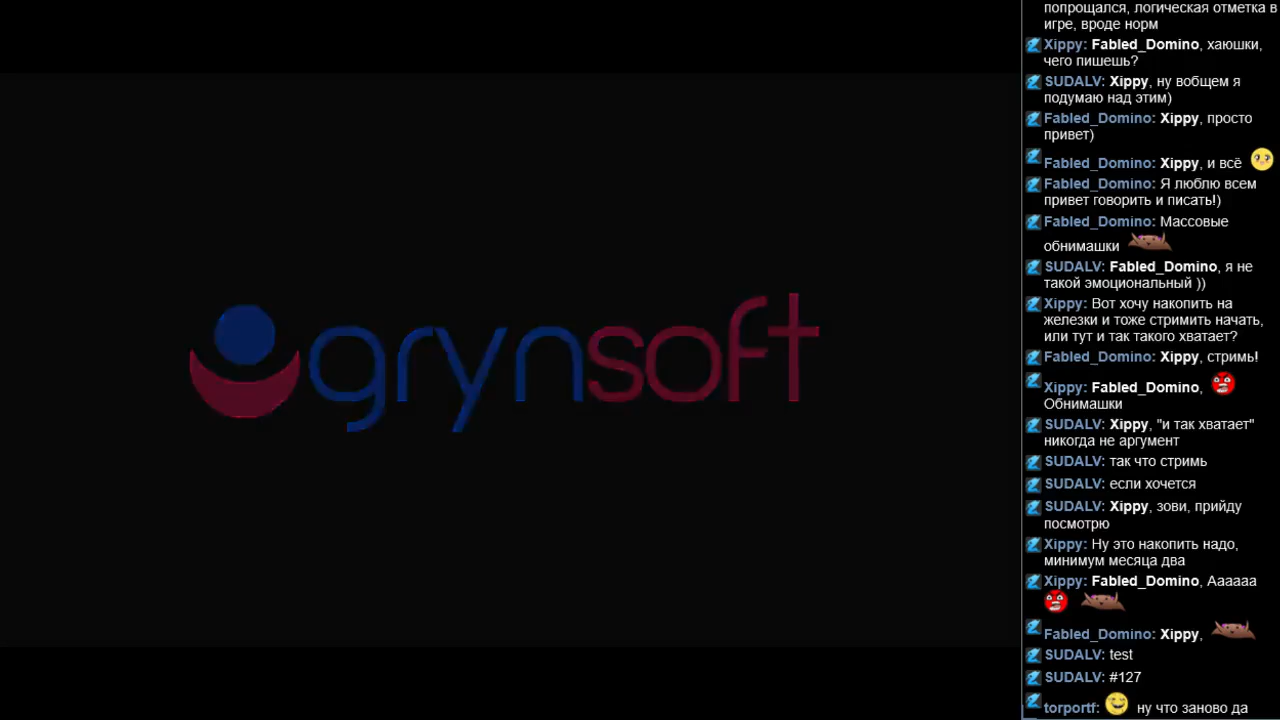 grynsoft
попрощался, логическая отметка в
игре, вроде норм
Xippy: Fabled_Domino, хаюшки,
чего пишешь?
SUDALV: Xippy, ну вобщем я
подумаю над этим)
Fabled_Domino: Xippy, просто
привет)
Fabled_Domino: Xippy, и всё
Fabled_Domino: Я люблю всем
привет говорить и писать!)
Fabled_Domino: Массовые
обнимашки
SUDALV: Fabled_Domino, я не
такой эмоциональный ))
Xippy: Вот хочу накопить на
железки и тоже стримить начать,
или тут и так такого хватает?
Fabled_Domino: Xippy, стримь!
Xippy: Fabled_Domino,
Обнимашки
SUDALV: Xippy, "и так хватает"
никогда не аргумент
SUDALV: так что стримь
SUDALV: если хочется
SUDALV: Xippy, зови, прийду
посмотрю
Xippy: Ну это накопить надо,
минимум месяца два
Xippy: Fabled_Domino, Аааааа
Fabled_Domino: Xippy,
SUDALV: test
SUDALV: #127
torportf: ну что заново да